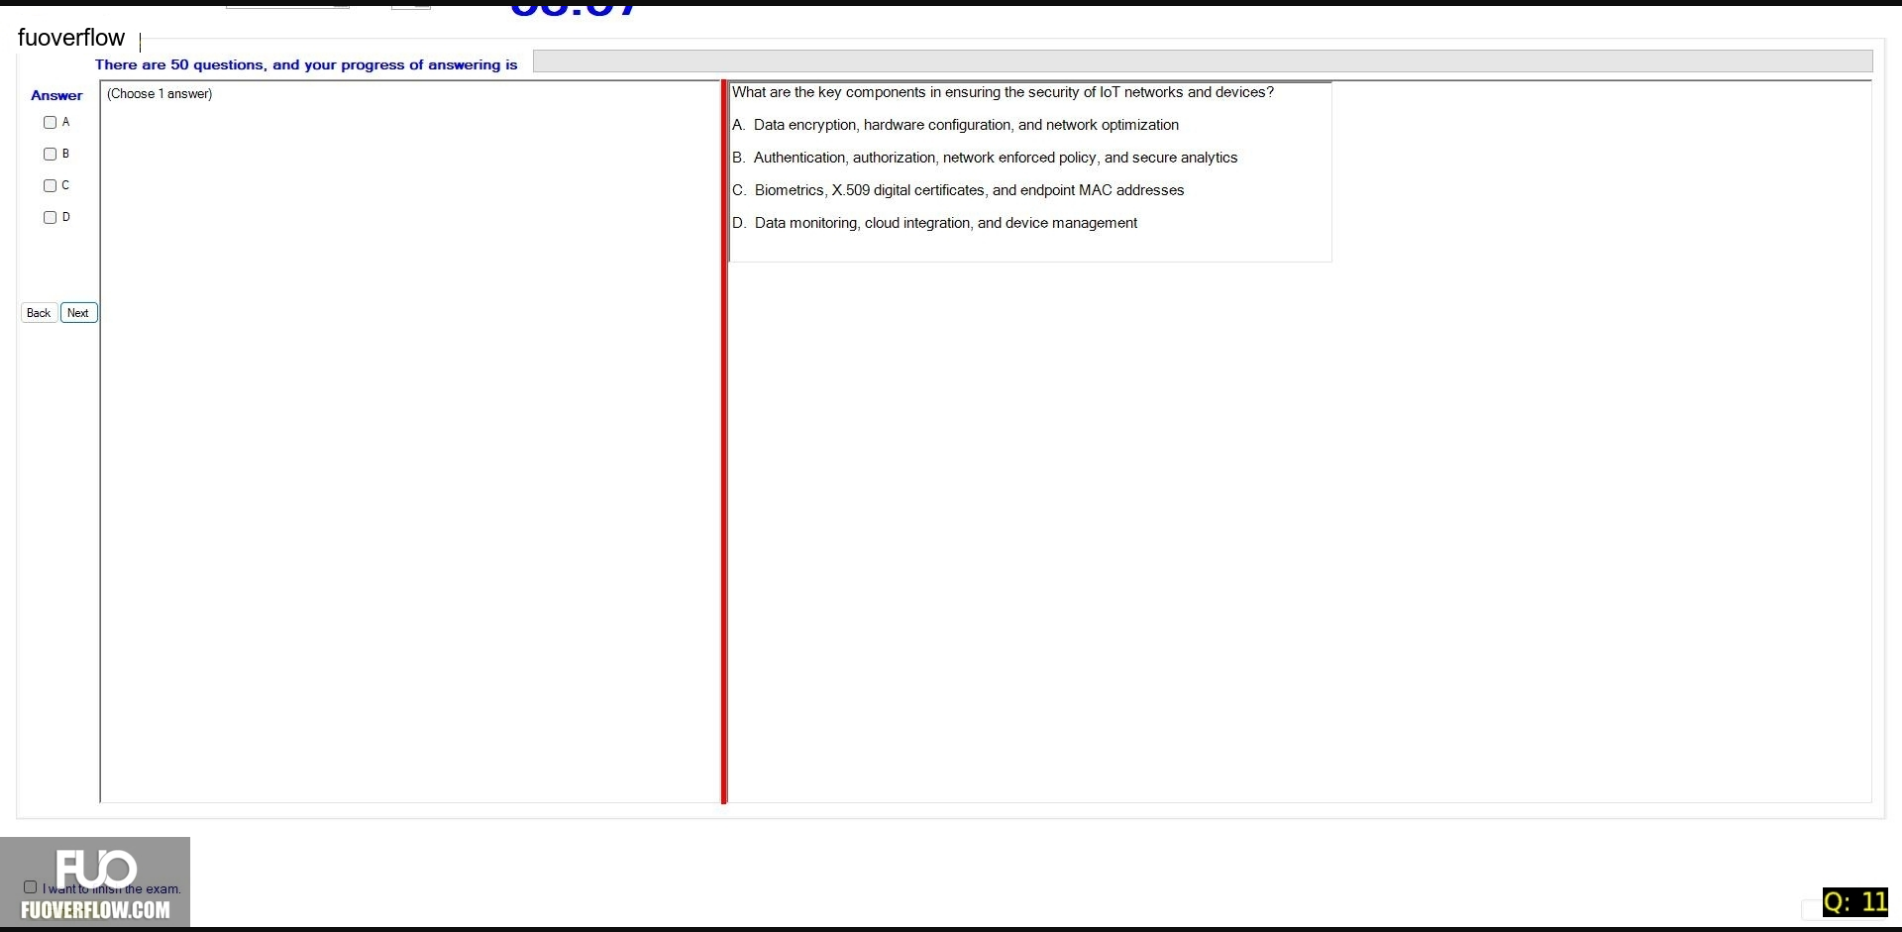 fuoverflow
There are 50 questions, and your progress of answering is
Answer
(Choose 1 answer)
A
B
C
D
Back
Next
What are the key components in ensuring the security of IoT networks and devices?
A. Data encryption, hardware configuration, and network optimization
B. Authentication, authorization, network enforced policy, and secure analytics
C. Biometrics, X.509 digital certificates, and endpoint MAC addresses
D. Data monitoring, cloud integration, and device management
FUO
I want to finish the exam.
FUOVERFLOW.COM
Q: 11